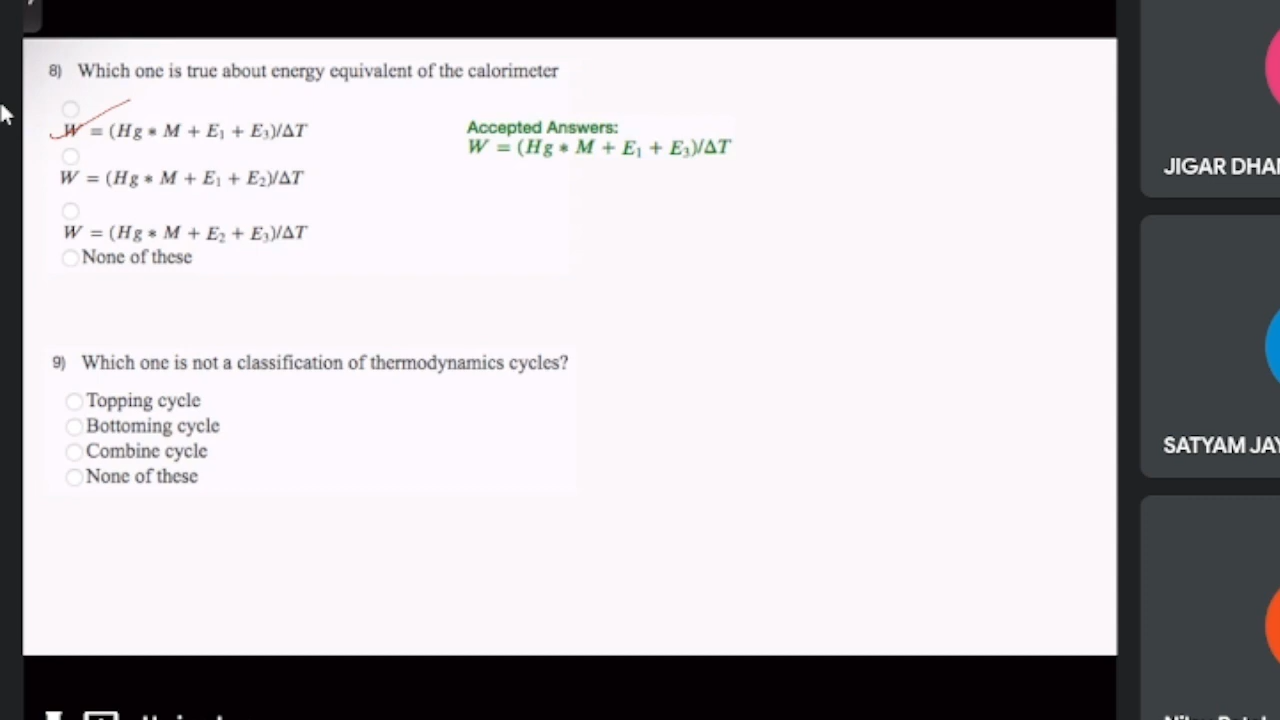 8) Which one is true about energy equivalent of the calorimeter
W = (Hg * M + E₁ + E₃)/ΔT
Accepted Answers:
W = (Hg * M + E₁ + E₃)/ΔT
W = (Hg * M + E₁ + E₂)/ΔT
W = (Hg * M + E₂ + E₃)/ΔT
None of these
9) Which one is not a classification of thermodynamics cycles?
Topping cycle
Bottoming cycle
Combine cycle
None of these
JIGAR DHA
SATYAM JAY